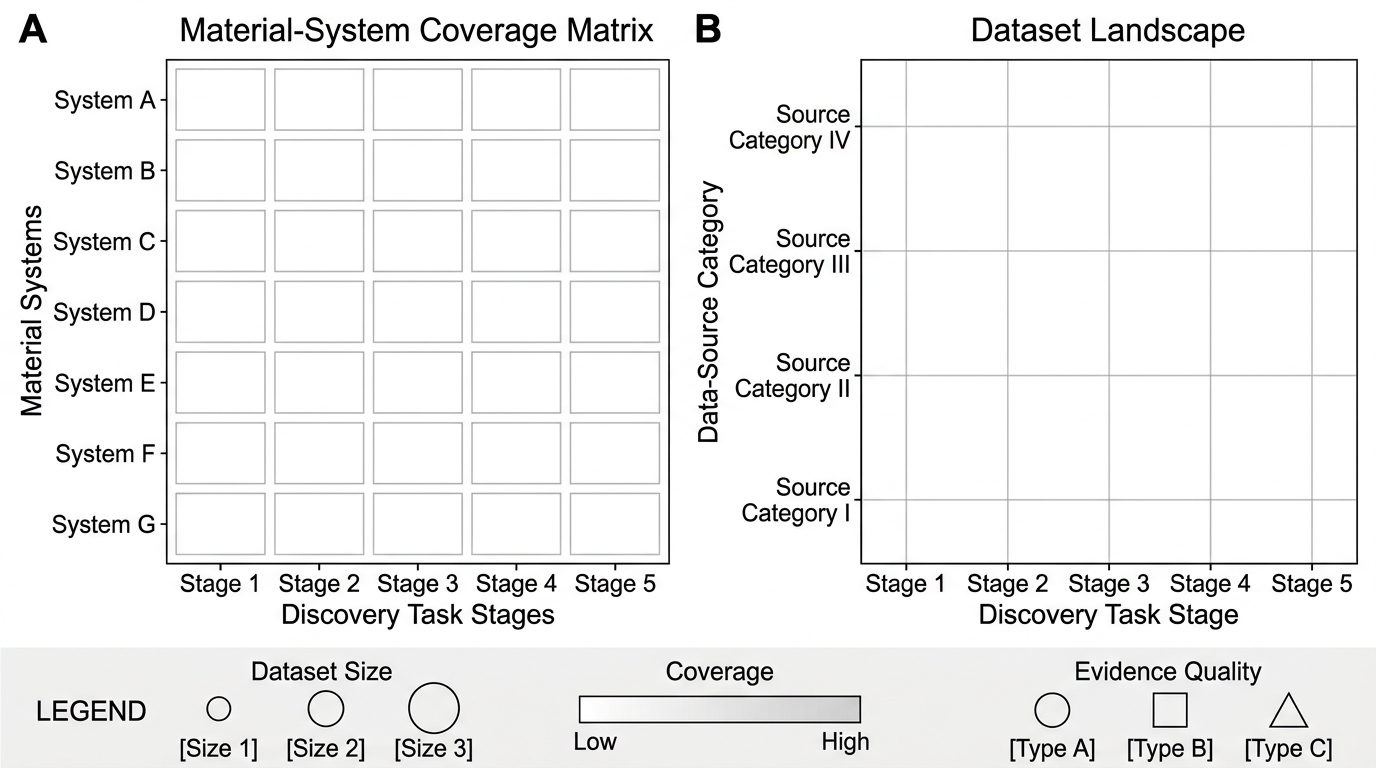 A
Material-System Coverage Matrix
Material Systems
System A
System B
System C
System D
System E
System F
System G
Stage 1
Stage 2
Stage 3
Stage 4
Stage 5
Discovery Task Stages
B
Dataset Landscape
Data-Source Category
Source
Category IV
Source
Category III
Source
Category II
Source
Category I
Stage 1
Stage 2
Stage 3
Stage 4
Stage 5
Discovery Task Stage
LEGEND
Dataset Size
[Size 1]
[Size 2]
[Size 3]
Coverage
Low
High
Evidence Quality
[Type A]
[Type B]
[Type C]